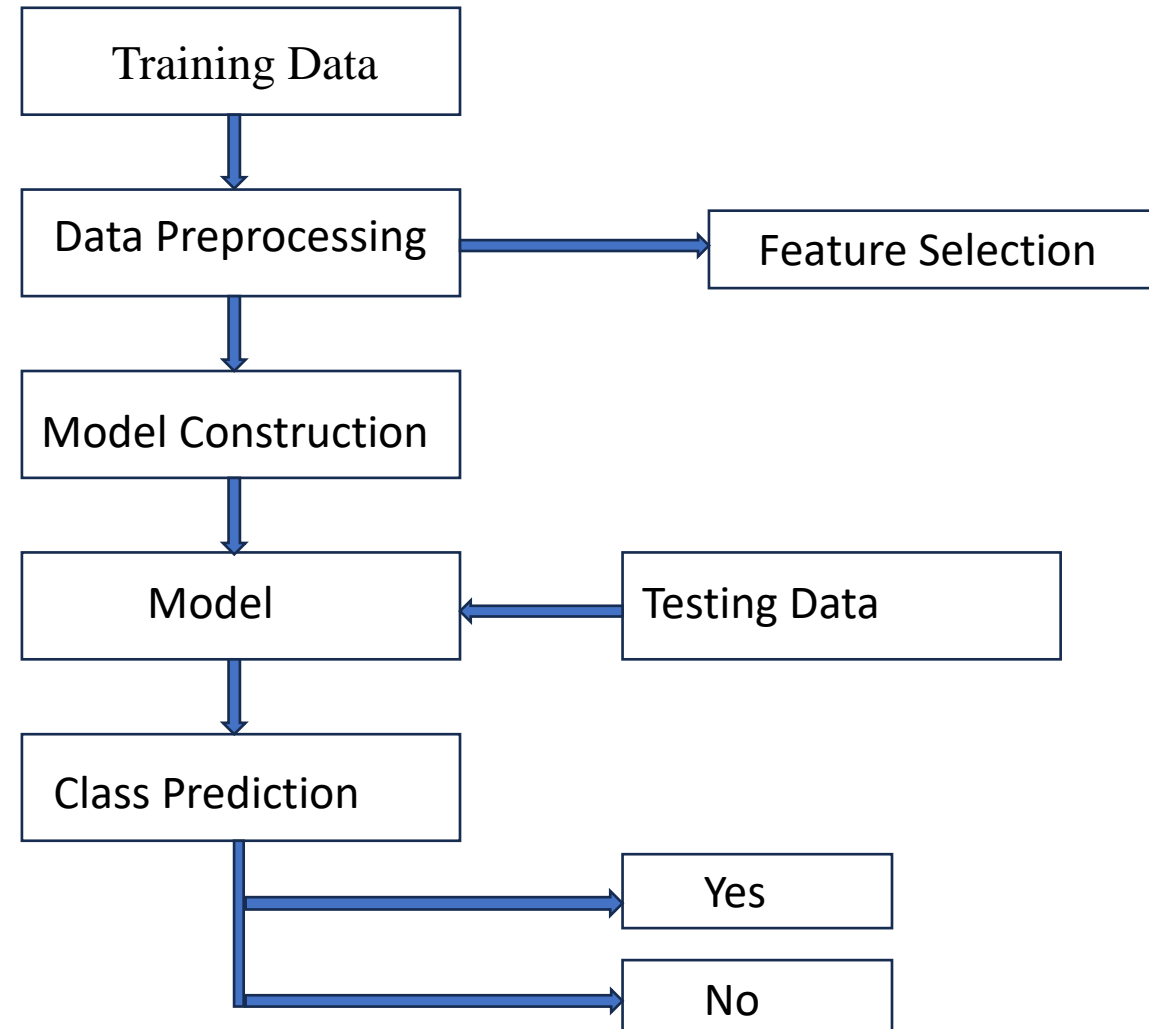 Training Data
Data Preprocessing
Feature Selection
Model Construction
Model
Testing Data
Class Prediction
Yes
No